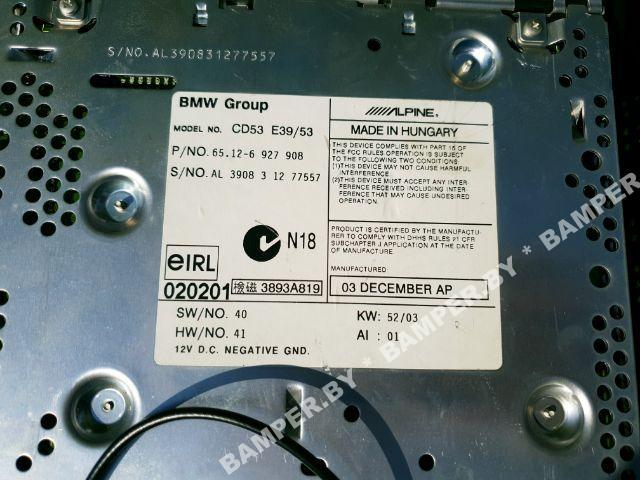 S/NO.AL390831277557
BMW Group
MODEL NO. CD53 E39/53
P/NO.65.12-6 927 908
S/NO. AL 3908 3 12 77557
N18
eIRL
020201 檢磁 3893A819
SW/NO. 40
HW/NO. 41
12V D.C. NEGATIVE GND.
KW: 52/03
AI : 01
ALPINE
MADE IN HUNGARY
THIS DEVICE COMPLIES WITH PART 15 OF
THE FCC RULES OPERATION IS SUBJECT
TO THE FOLLOWING TWO CONDITIONS:
(1)THIS DEVICE MAY NOT CAUSE HARMFUL
INTERFERENCE.
(2)THIS DEVICE MUST ACCEPT ANY INTER-
FERENCE RECEIVED INCLUDING INTER-
FERENCE THAT MAY CAUSE UNDESIRED
OPERATION.
PRODUCT IS CERTIFIED BY THE MANUFACTU-
RER TO COMPLY WITH DHHS RULES 21 CFR
SUBCHAPTER J APPLICATION AT THE DATE OF
MANUFACTURE.
MANUFACTURED:
03 DECEMBER AP
BAMPER.BY * BAMPER.BY * BAMPER.BY * BAMPER.BY